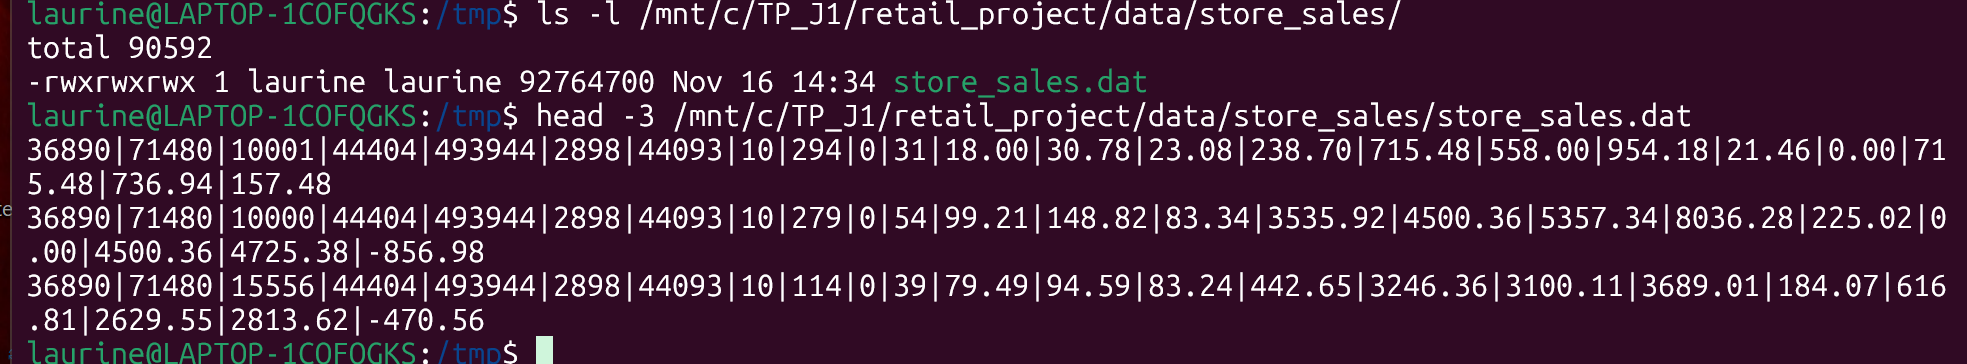 laurine@LAPTOP-1COFQGKS:/tmp$ ls -l /mnt/c/TP_J1/retail_project/data/store_sales/
total 90592
-rwxrwxrwx 1 laurine laurine 92764700 Nov 16 14:34 store_sales.dat
laurine@LAPTOP-1COFQGKS:/tmp$ head -3 /mnt/c/TP_J1/retail_project/data/store_sales/store_sales.dat
36890|71480|10001|44404|493944|2898|44093|10|294|0|31|18.00|30.78|23.08|238.70|715.48|558.00|954.18|21.46|0.00|71
5.48|736.94|157.48
te
36890|71480|10000|44404|493944|2898|44093|10|279|0|54|99.21|148.82|83.34|3535.92|4500.36|5357.34|8036.28|225.02|0
.00|4500.36|4725.38|-856.98
36890|71480|15556|44404|493944|2898|44093|10|114|0|39|79.49|94.59|83.24|442.65|3246.36|3100.11|3689.01|184.07|616
.81|2629.55|2813.62|-470.56
laurine@LAPTOP-1COFQGKS:/tmp$